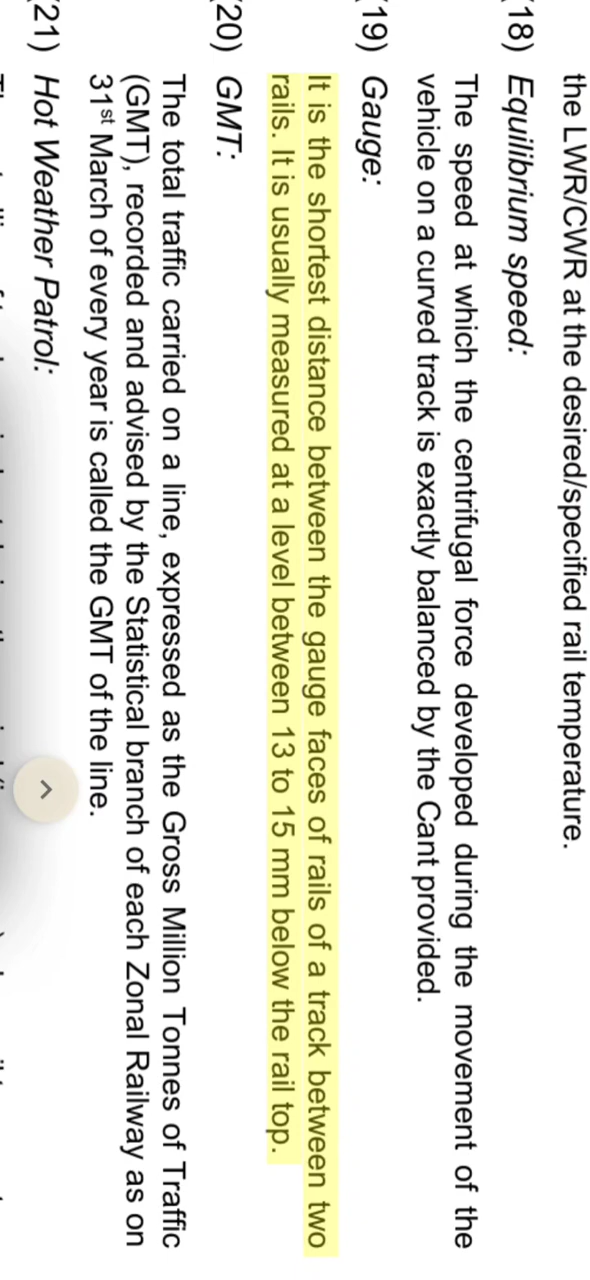 the LWR/CWR at the desired/specified rail temperature.
(18) Equilibrium speed:
The speed at which the centrifugal force developed during the movement of the
vehicle on a curved track is exactly balanced by the Cant provided.
(19) Gauge:
It is the shortest distance between the gauge faces of rails of a track between two
rails. It is usually measured at a level between 13 to 15 mm below the rail top.
(20) GMT:
The total traffic carried on a line, expressed as the Gross Million Tonnes of Traffic
(GMT), recorded and advised by the Statistical branch of each Zonal Railway as on
31st March of every year is called the GMT of the line.
(21) Hot Weather Patrol: